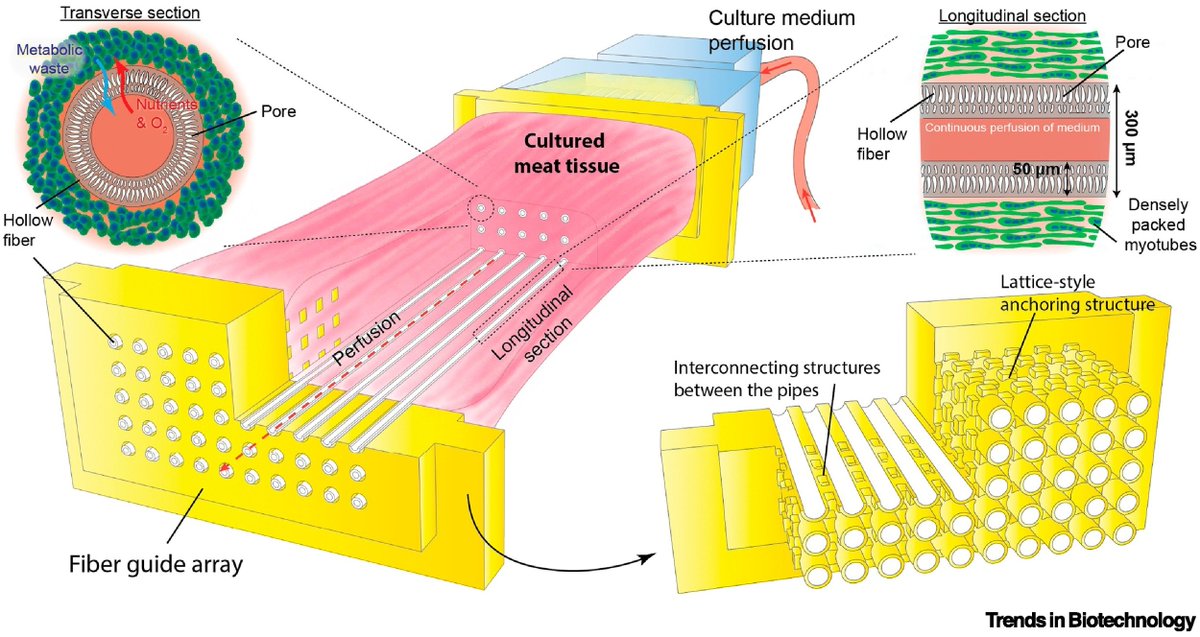 Transverse section
Metabolic
waste
Nutrients
& O2
Pore
Hollow
fiber
Culture medium
perfusion
Cultured
meat tissue
Longitudinal section
Pore
Hollow
fiber
Continuous perfusion of medium
50 µm
300 µm
Densely
packed
myotubes
Perfusion
Longitudinal
section
Fiber guide array
Lattice-style
anchoring structure
Interconnecting structures
between the pipes
Trends in Biotechnology